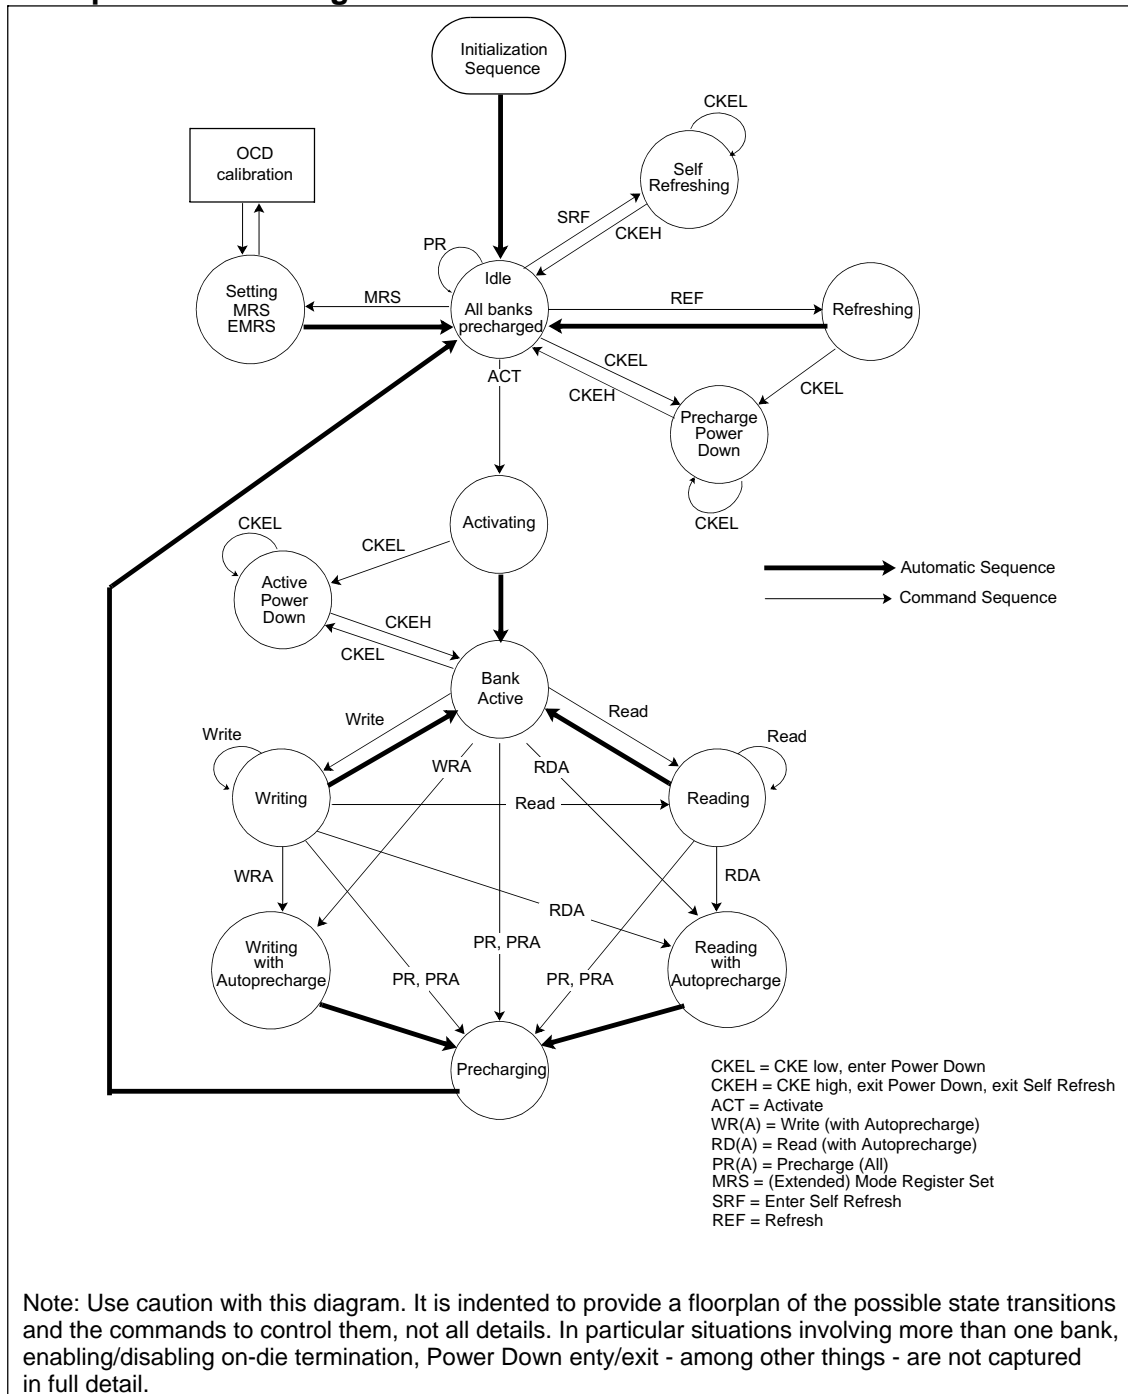 Initialization
Sequence
CKEL
OCD
calibration
Self
Refreshing
SRF
CKEH
PR
Idle
Setting
MRS
EMRS
MRS
All banks
precharged
REF
Refreshing
CKEL
ACT
CKEH
CKEL
Precharge
Power
Down
CKEL
Activating
CKEL
CKEL
Active
Power
Down
Automatic Sequence
Command Sequence
CKEH
CKEL
Bank
Active
Write
Read
Write
Read
WRA
RDA
Writing
Read
Reading
WRA
RDA
RDA
Writing
with
Autoprecharge
PR, PRA
Reading
with
Autoprecharge
PR, PRA
PR, PRA
Precharging
CKEL = CKE low, enter Power Down
CKEH = CKE high, exit Power Down, exit Self Refresh
ACT = Activate
WR(A) = Write (with Autoprecharge)
RD(A) = Read (with Autoprecharge)
PR(A) = Precharge (All)
MRS = (Extended) Mode Register Set
SRF = Enter Self Refresh
REF = Refresh
Note: Use caution with this diagram. It is indented to provide a floorplan of the possible state transitions
and the commands to control them, not all details. In particular situations involving more than one bank,
enabling/disabling on-die termination, Power Down enty/exit - among other things - are not captured
in full detail.